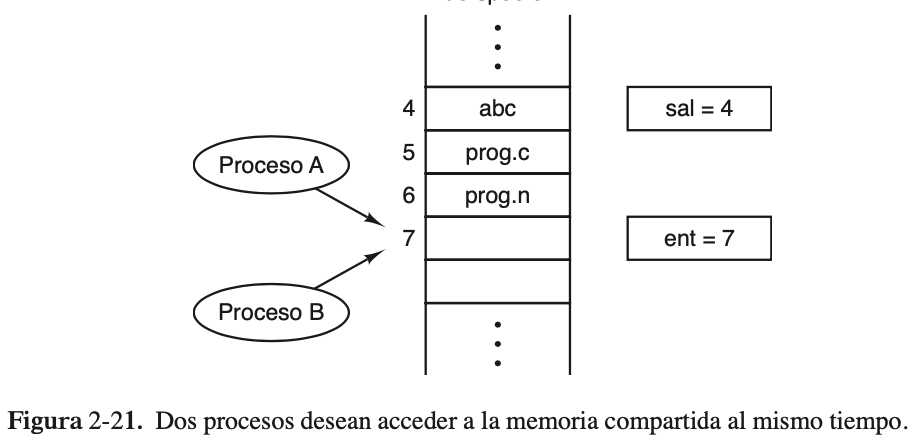 4 abc sal = 4
5 prog.c
Proceso A
6 prog.n
7 ent = 7
Proceso B
Figura 2-21. Dos procesos desean acceder a la memoria compartida al mismo tiempo.